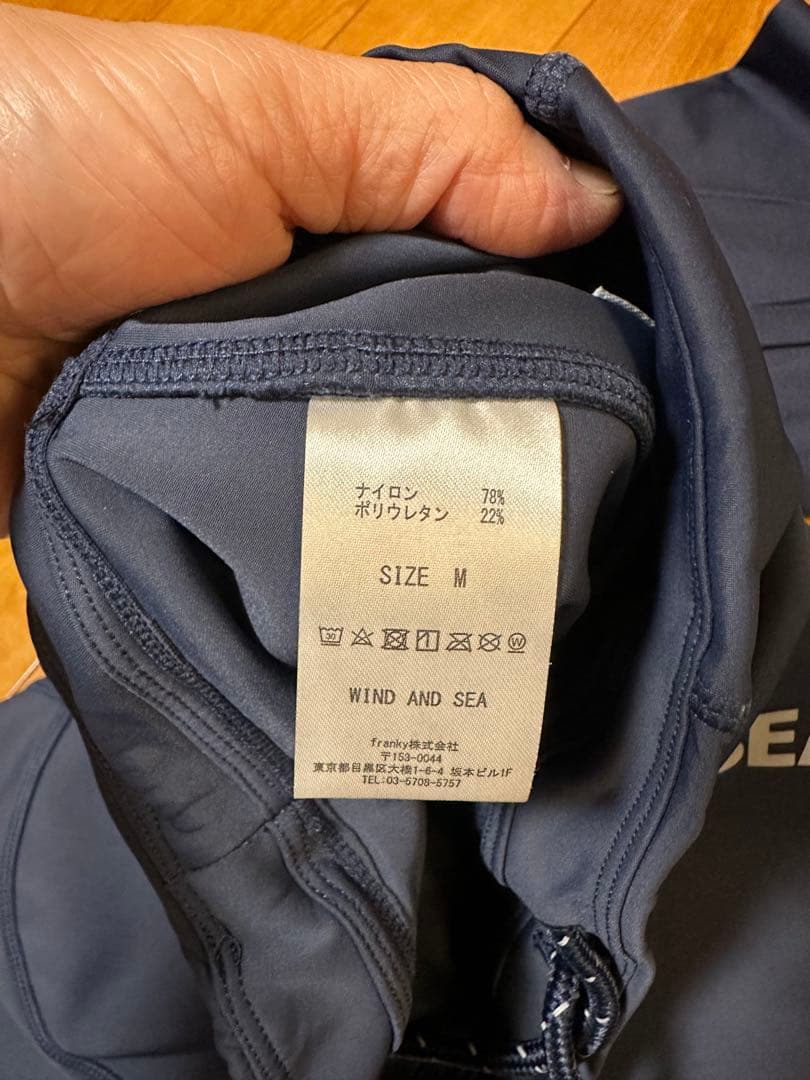 ナイロン 78%
ポリウレタン 22%
SIZE M
30
W
WIND AND SEA
franky株式会社
〒153-0044
東京都目黒区大橋1-6-4 坂本ビル1F
TEL:03-5708-5757
SEA